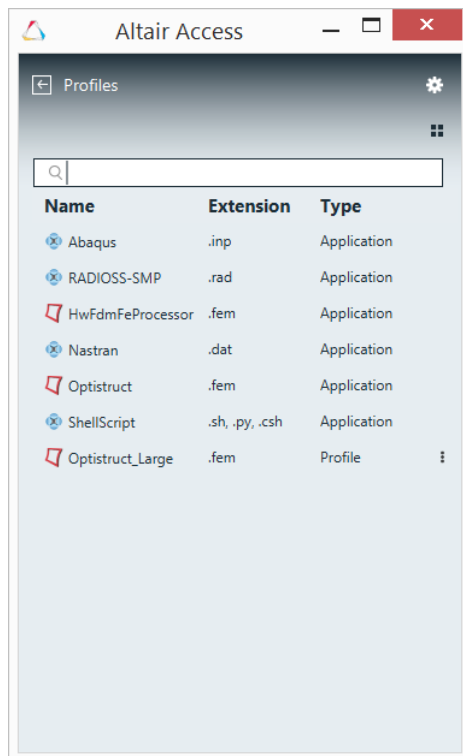 Altair Access
Profiles
Name Extension Type
Abaqus .inp Application
RADIOSS-SMP .rad Application
HwFdmFeProcessor .fem Application
Nastran .dat Application
Optistruct .fem Application
ShellScript .sh, .py, .csh Application
Optistruct_Large .fem Profile